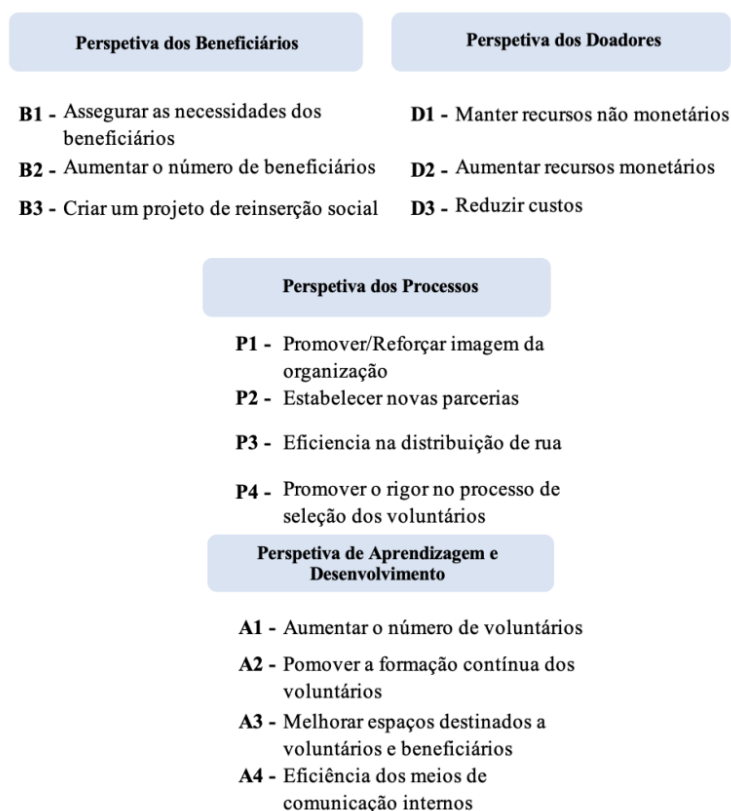 Perspetiva dos Beneficiários
B1 - Assegurar as necessidades dos
beneficiários
B2 - Aumentar o número de beneficiários
B3 - Criar um projeto de reinserção social
Perspetiva dos Doadores
D1 - Manter recursos não monetários
D2 - Aumentar recursos monetários
D3 - Reduzir custos
Perspetiva dos Processos
P1 - Promover/Reforçar imagem da
organização
P2 - Estabelecer novas parcerias
P3 - Eficiencia na distribuição de rua
P4 - Promover o rigor no processo de
seleção dos voluntários
Perspetiva de Aprendizagem e
Desenvolvimento
A1 - Aumentar o número de voluntários
A2 - Pomover a formação contínua dos
voluntários
A3 - Melhorar espaços destinados a
voluntários e beneficiários
A4 - Eficiência dos meios de
comunicação internos